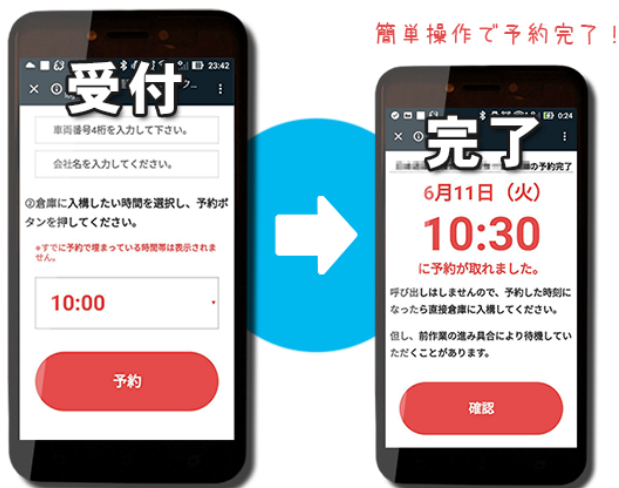 簡単操作で予約完了！
23:42
受付
車両番号4桁を入力して下さい。
会社名を入力してください。
②倉庫に入構したい時間を選択し、予約ボ
タンを押してください。
*すでに予約で埋まっている時間帯は表示されま
せん。
10:00
予約
0:24
完了
の予約完了
6月11日（火）
10:30
に予約が取れました。
呼び出しはしませんので、予約した時刻に
なったら直接倉庫に入構してください。
但し、前作業の進み具合により待機してい
ただくことがあります。
確認